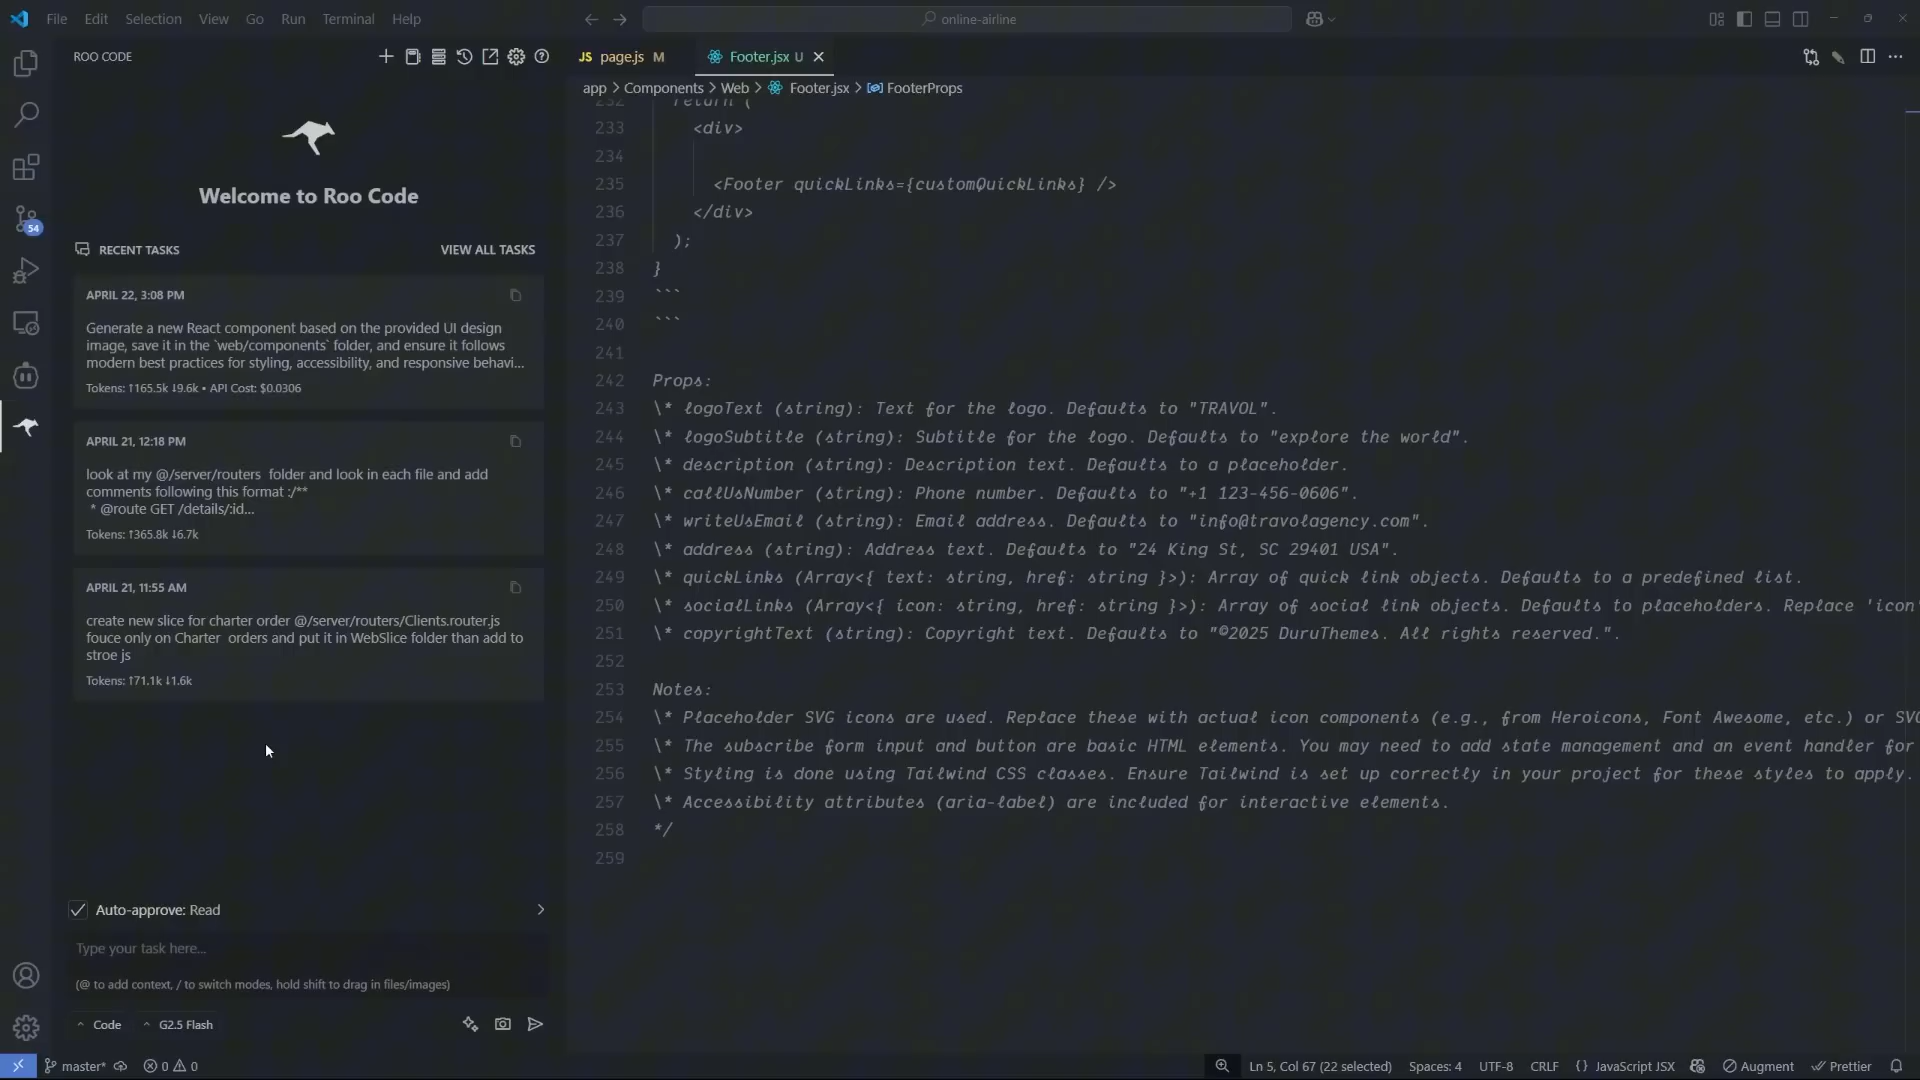 File Edit Selection View Go Run Terminal Help
online-airline
ROO CODE
JS page.js M
Footer.jsx U
app > Components > Web > Footer.jsx > FooterProps
Welcome to Roo Code
RECENT TASKS
VIEW ALL TASKS
APRIL 22, 3:08 PM
Generate a new React component based on the provided UI design
image, save it in the `web/components` folder, and ensure it follows
modern best practices for styling, accessibility, and responsive behavi...
Tokens: ↑165.5k ↓9.6k • API Cost: $0.0306
APRIL 21, 12:18 PM
look at my @/server/routers folder and look in each file and add
comments following this format :/**
* @route GET /details/:id...
Tokens: ↑365.8k ↓6.7k
APRIL 21, 11:55 AM
create new slice for charter order @/server/routers/Clients.router.js
fouce only on Charter orders and put it in WebSlice folder than add to
stroe js
Tokens: ↑71.1k ↓1.6k
Auto-approve: Read
Type your task here...
(@ to add context, / to switch modes, hold shift to drag in files/images)
Code
G2.5 Flash
54
232 return (
233 <div>
234
235 <Footer quickLinks={customQuickLinks} />
236 </div>
237 );
238 }
239 ```
240 ```
241
242 Props:
243 \* logoText (string): Text for the logo. Defaults to "TRAVOL".
244 \* logoSubtitle (string): Subtitle for the logo. Defaults to "explore the world".
245 \* description (string): Description text. Defaults to a placeholder.
246 \* callUsNumber (string): Phone number. Defaults to "+1 123-456-0606".
247 \* writeUsEmail (string): Email address. Defaults to "info@travolagency.com".
248 \* address (string): Address text. Defaults to "24 King St, SC 29401 USA".
249 \* quickLinks (Array<{ text: string, href: string }>): Array of quick link objects. Defaults to a predefined list.
250 \* socialLinks (Array<{ icon: string, href: string }>): Array of social link objects. Defaults to placeholders. Replace 'icon'
251 \* copyrightText (string): Copyright text. Defaults to "©2025 DuruThemes. All rights reserved.".
252
253 Notes:
254 \* Placeholder SVG icons are used. Replace these with actual icon components (e.g., from Heroicons, Font Awesome, etc.) or SVG
255 \* The subscribe form input and button are basic HTML elements. You may need to add state management and an event handler for
256 \* Styling is done using Tailwind CSS classes. Ensure Tailwind is set up correctly in your project for these styles to apply.
257 \* Accessibility attributes (aria-label) are included for interactive elements.
258 */
259
master* 0 0
Ln 5, Col 67 (22 selected) Spaces: 4 UTF-8 CRLF {} JavaScript JSX Augment Prettier